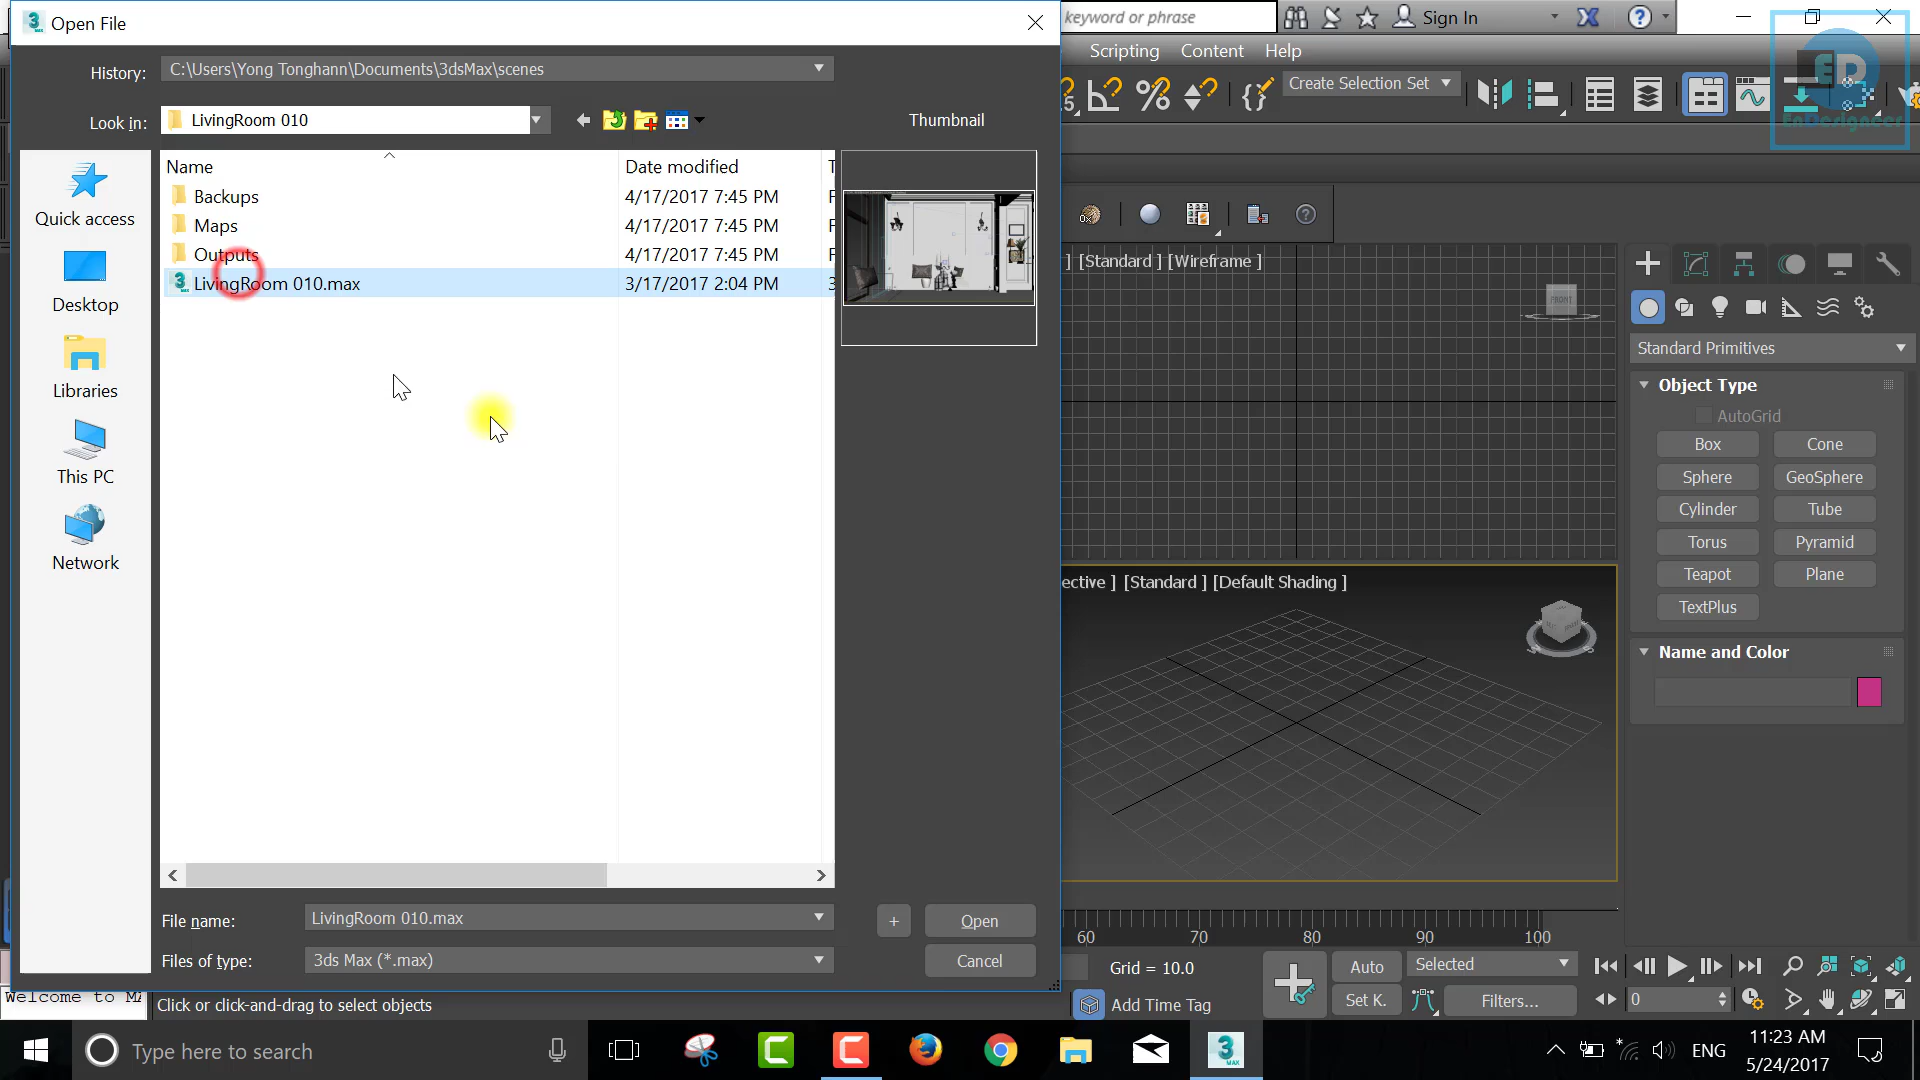 Open File
keyword or phrase
Sign In
History:
C:\Users\Yong Tonghann\Documents\3dsMax\scenes
Scripting
Content
Help
Create Selection Set
Look in:
LivingRoom 010
Thumbnail
EnDesigneer
Name
Date modified
Quick access
Backups
4/17/2017 7:45 PM
Maps
4/17/2017 7:45 PM
Outputs
4/17/2017 7:45 PM
LivingRoom 010.max
3/17/2017 2:04 PM
Desktop
Libraries
This PC
Network
] [Standard ] [Wireframe ]
FRONT
Standard Primitives
Object Type
AutoGrid
Box
Cone
Sphere
GeoSphere
Cylinder
Tube
Torus
Pyramid
Teapot
Plane
TextPlus
ective ] [Standard ] [Default Shading ]
Name and Color
File name:
LivingRoom 010.max
+
Open
Files of type:
3ds Max (*.max)
Cancel
60
70
80
90
100
Grid = 10.0
Auto
Selected
Set K.
Filters...
0
Welcome to MA
Click or click-and-drag to select objects
Add Time Tag
Type here to search
ENG
11:23 AM
5/24/2017